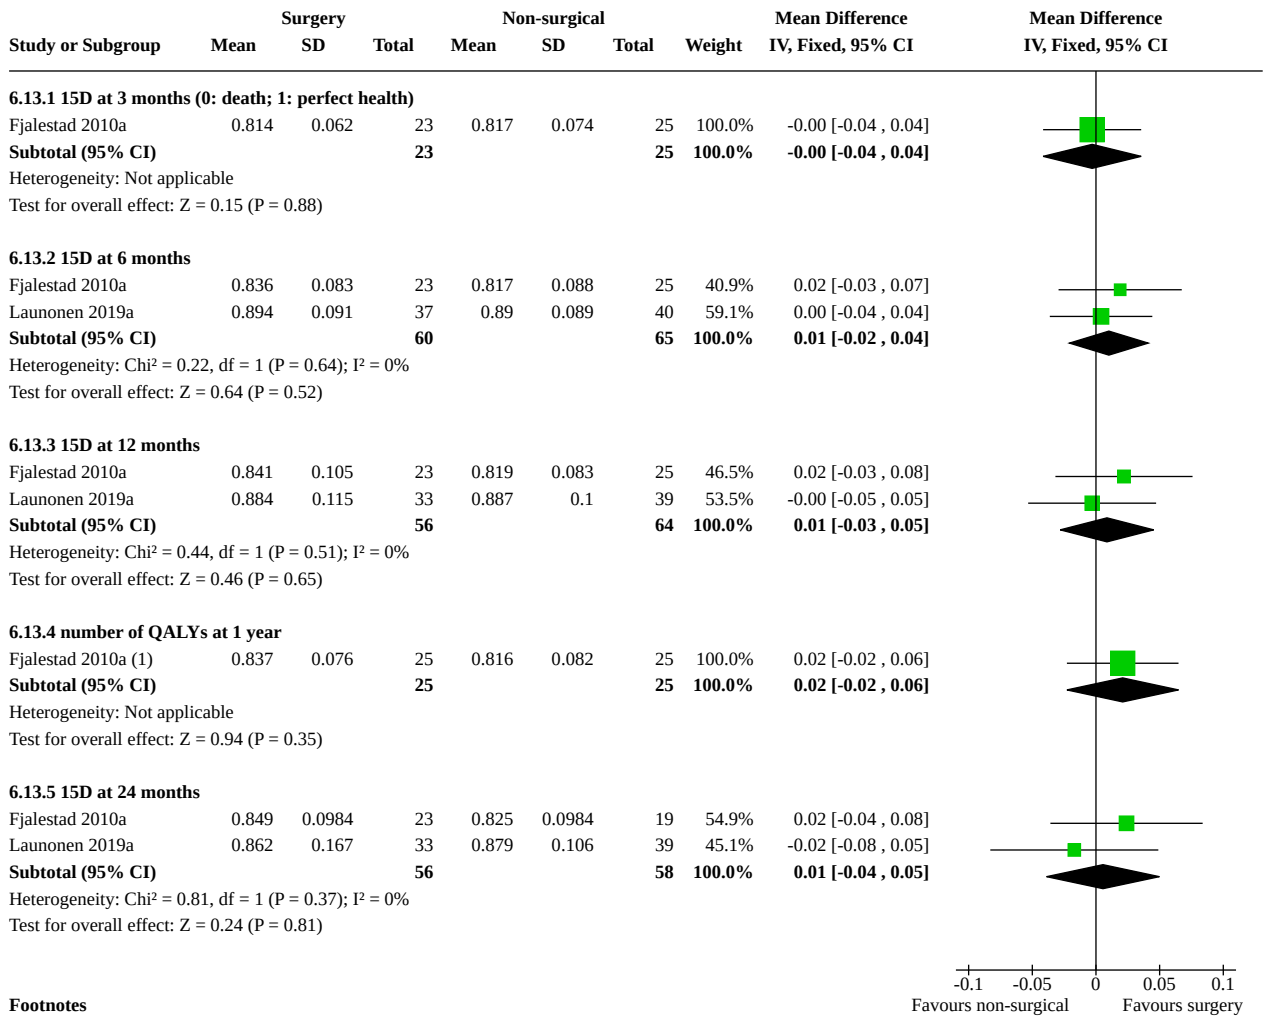 Surgery Non-surgical Mean Difference Mean Difference
Study or Subgroup Mean SD Total Mean SD Total Weight IV, Fixed, 95% CI IV, Fixed, 95% CI
6.13.1 15D at 3 months (0: death; 1: perfect health)
Fjalestad 2010a 0.814 0.062 23 0.817 0.074 25 100.0% -0.00 [-0.04 , 0.04]
Subtotal (95% CI) 23 25 100.0% -0.00 [-0.04 , 0.04]
Heterogeneity: Not applicable
Test for overall effect: Z = 0.15 (P = 0.88)
6.13.2 15D at 6 months
Fjalestad 2010a 0.836 0.083 23 0.817 0.088 25 40.9% 0.02 [-0.03 , 0.07]
Launonen 2019a 0.894 0.091 37 0.89 0.089 40 59.1% 0.00 [-0.04 , 0.04]
Subtotal (95% CI) 60 65 100.0% 0.01 [-0.02 , 0.04]
Heterogeneity: Chi² = 0.22, df = 1 (P = 0.64); I² = 0%
Test for overall effect: Z = 0.64 (P = 0.52)
6.13.3 15D at 12 months
Fjalestad 2010a 0.841 0.105 23 0.819 0.083 25 46.5% 0.02 [-0.03 , 0.08]
Launonen 2019a 0.884 0.115 33 0.887 0.1 39 53.5% -0.00 [-0.05 , 0.05]
Subtotal (95% CI) 56 64 100.0% 0.01 [-0.03 , 0.05]
Heterogeneity: Chi² = 0.44, df = 1 (P = 0.51); I² = 0%
Test for overall effect: Z = 0.46 (P = 0.65)
6.13.4 number of QALYs at 1 year
Fjalestad 2010a (1) 0.837 0.076 25 0.816 0.082 25 100.0% 0.02 [-0.02 , 0.06]
Subtotal (95% CI) 25 25 100.0% 0.02 [-0.02 , 0.06]
Heterogeneity: Not applicable
Test for overall effect: Z = 0.94 (P = 0.35)
6.13.5 15D at 24 months
Fjalestad 2010a 0.849 0.0984 23 0.825 0.0984 19 54.9% 0.02 [-0.04 , 0.08]
Launonen 2019a 0.862 0.167 33 0.879 0.106 39 45.1% -0.02 [-0.08 , 0.05]
Subtotal (95% CI) 56 58 100.0% 0.01 [-0.04 , 0.05]
Heterogeneity: Chi² = 0.81, df = 1 (P = 0.37); I² = 0%
Test for overall effect: Z = 0.24 (P = 0.81)
-0.1 -0.05 0 0.05 0.1
Footnotes Favours non-surgical Favours surgery